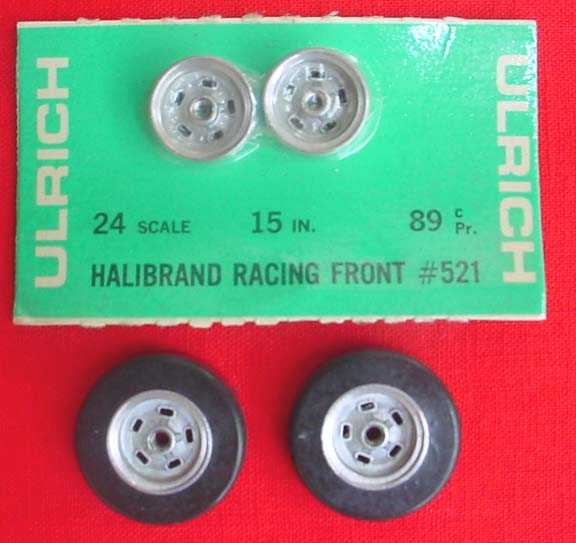 ULRICH
ULRICH
24 SCALE 15 IN. 89 c Pr.
HALIBRAND RACING FRONT #521